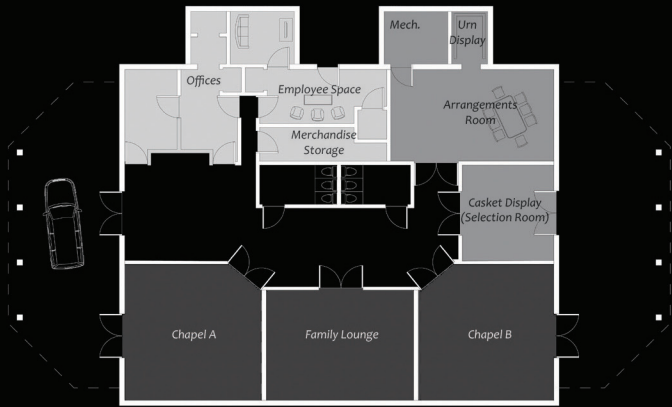 Mech.
Urn
Display
Offices
Employee Space
Arrangements
Room
Merchandise
Storage
Casket Display
(Selection Room)
Chapel A
Family Lounge
Chapel B